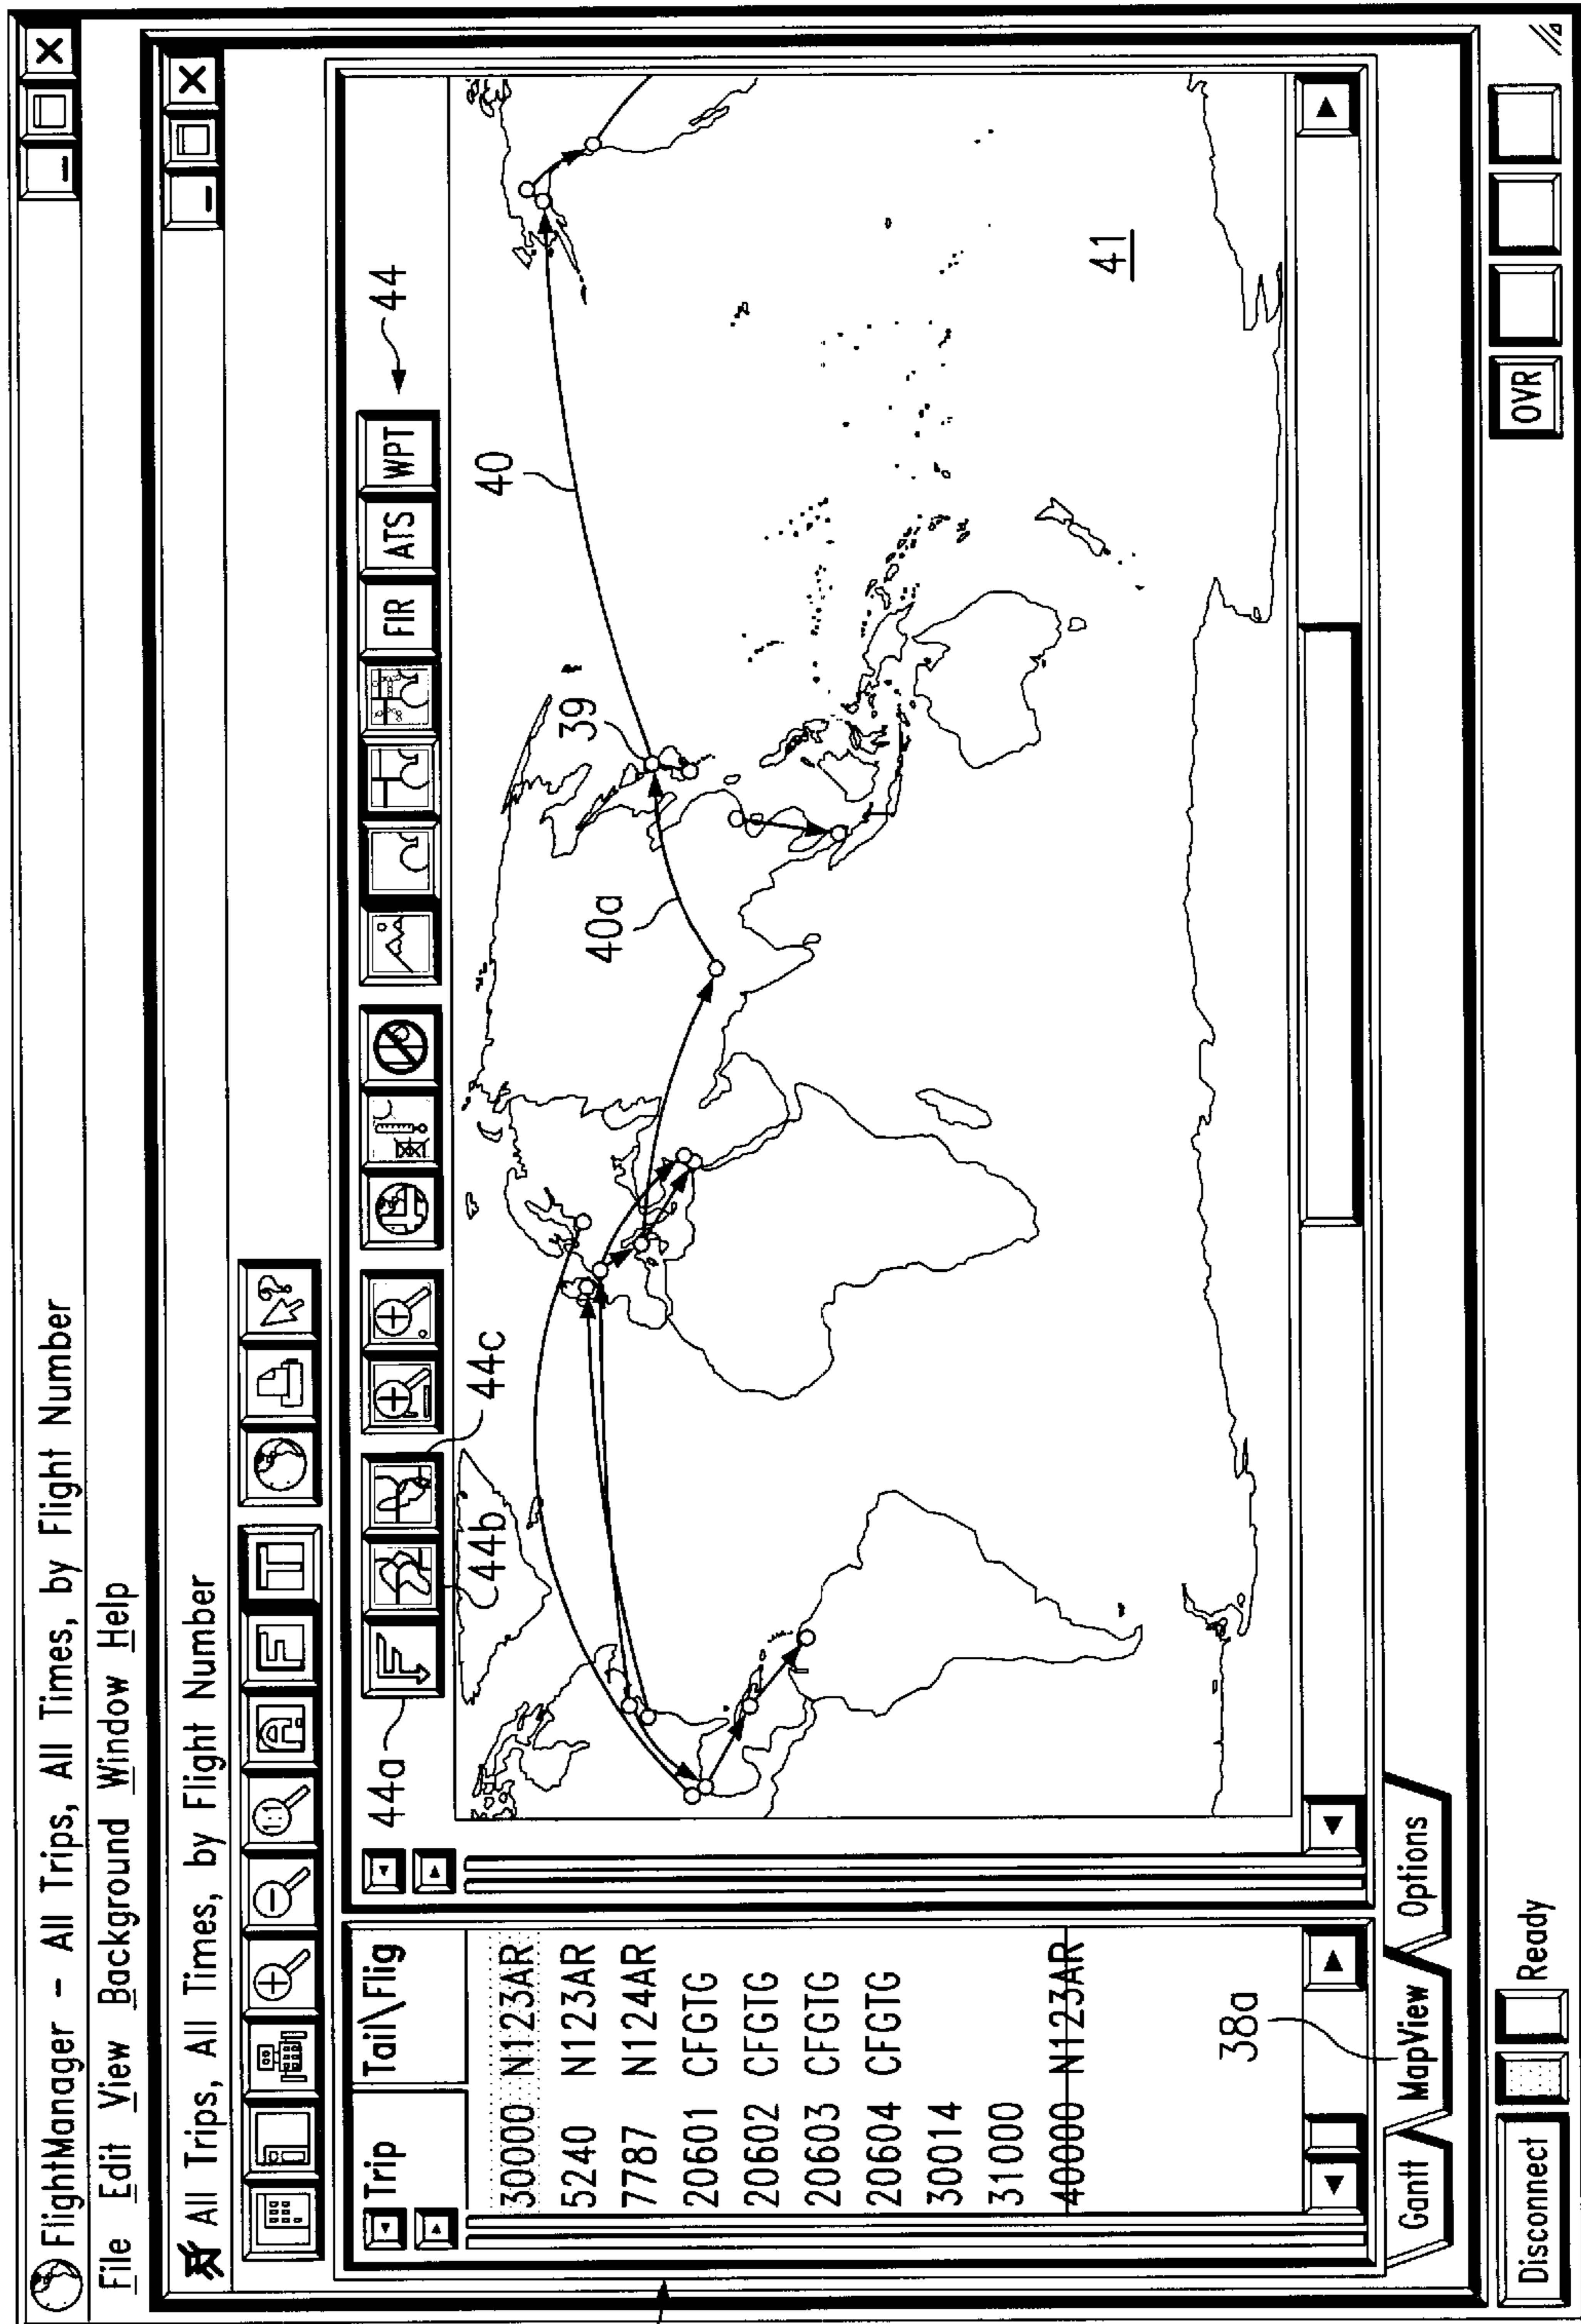 FlightManager - All Trips, All Times, by Flight Number
File Edit View Background Window Help
All Trips, All Times, by Flight Number
1:1 A F T ?
44a
44b
44c
FIR ATS WPT
44
Trip Tail\Flig
30000 N123AR
5240 N123AR
7787 N124AR
20601 CFGTG
20602 CFGTG
20603 CFGTG
20604 CFGTG
30014
31000
40000 N123AR
38a
40
39
40a
41
Gantt MapView Options
Disconnect Ready OVR